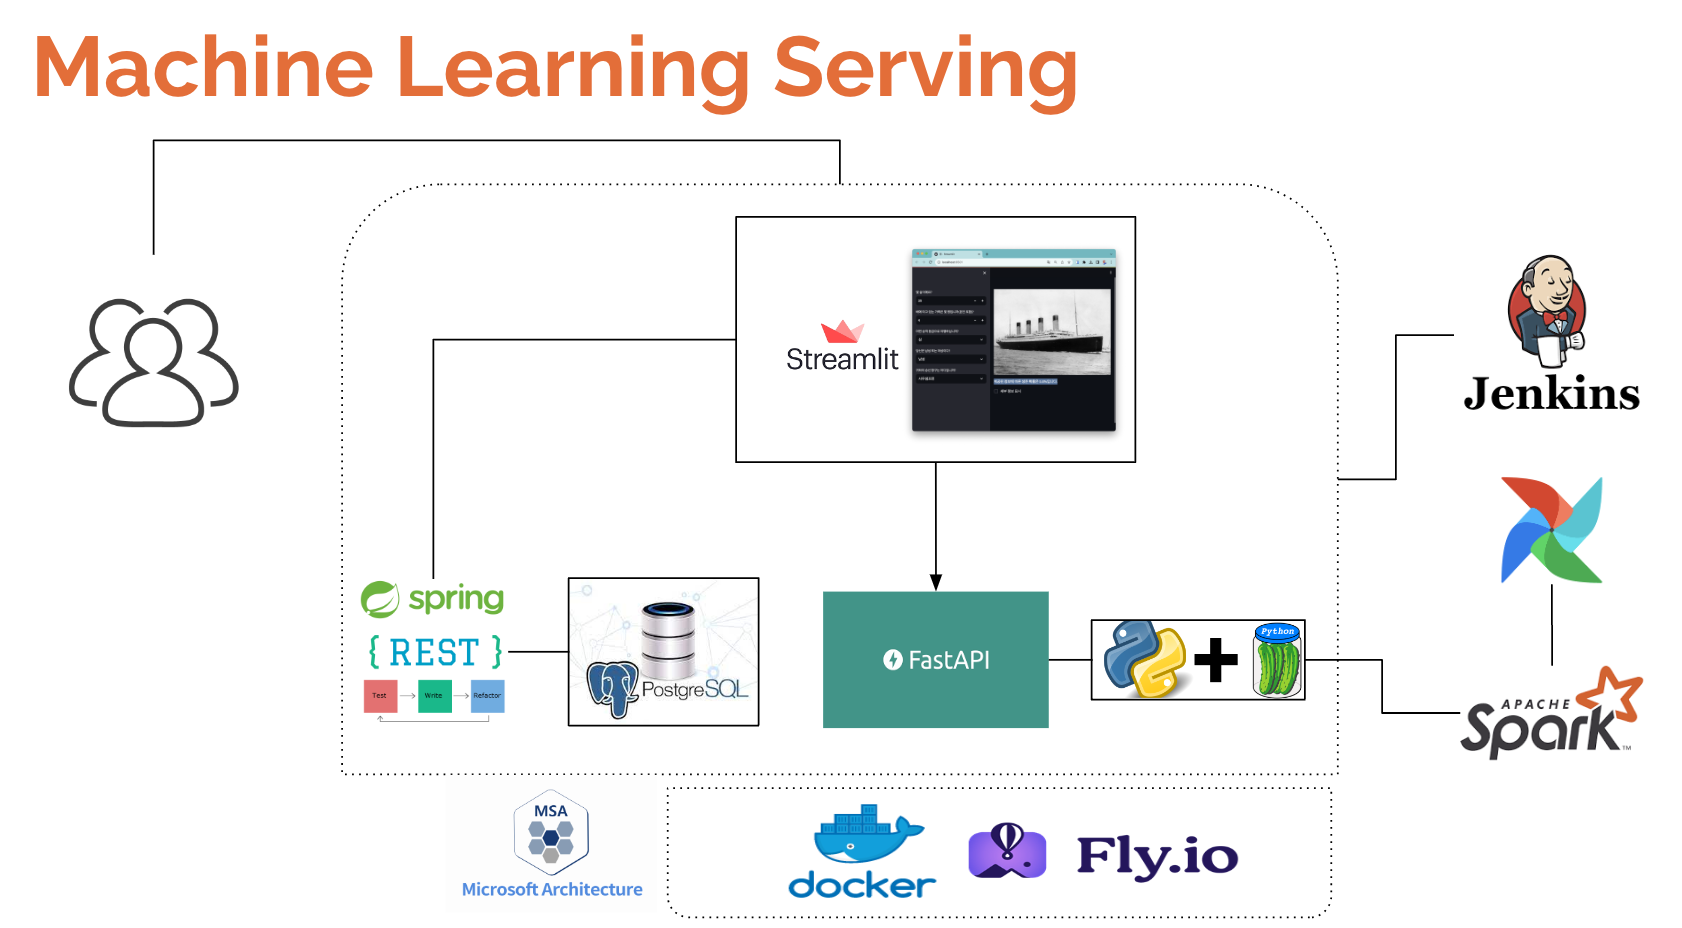 Machine Learning Serving
Streamlit
Jenkins
spring
{ REST }
Test
Write
Refactor
PostgreSQL
FastAPI
Python
APACHE
Spark™
MSA
Microsoft Architecture
docker
Fly.io